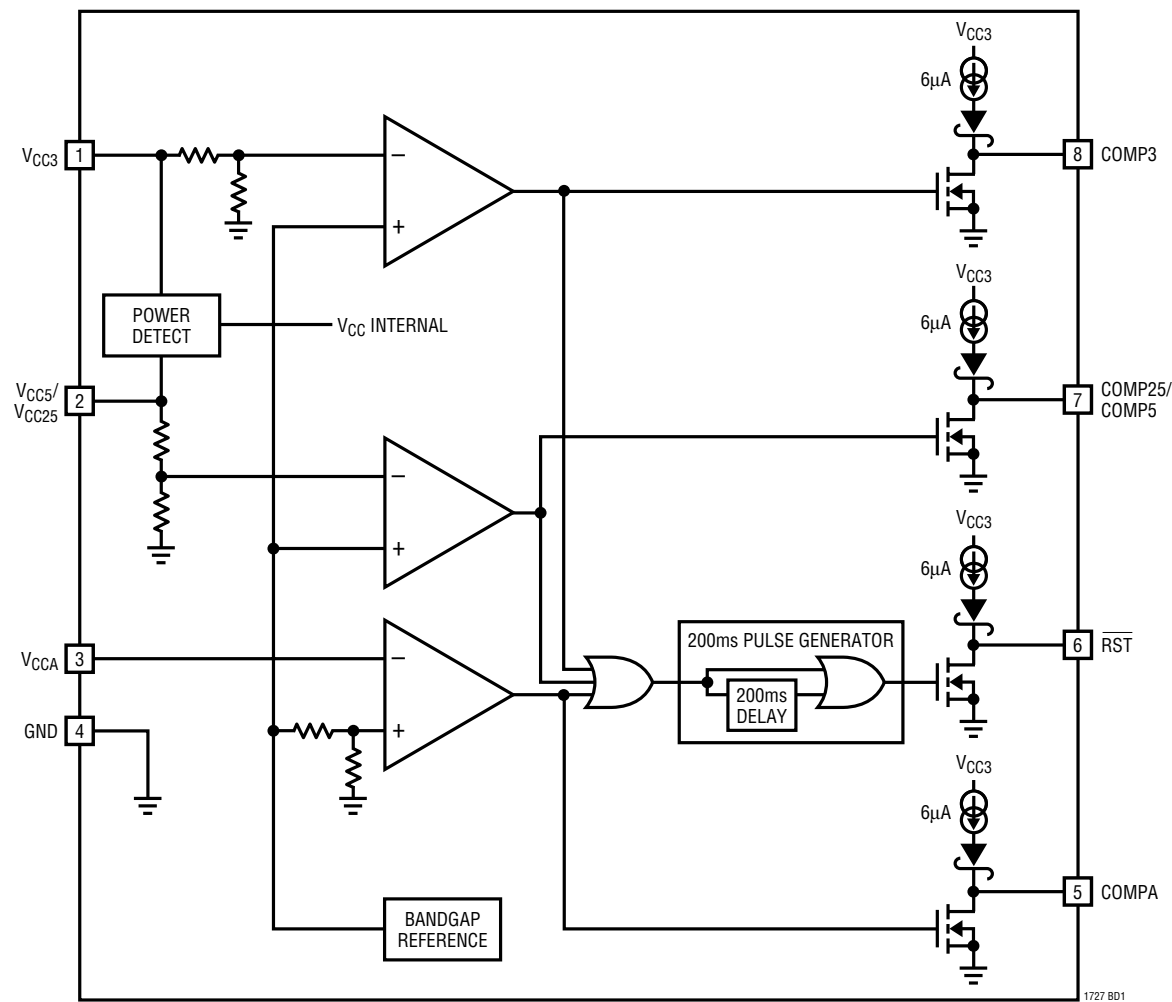 VCC3
6µA
VCC3 1
−
+
8 COMP3
POWER
DETECT
VCC INTERNAL
VCC3
6µA
VCC5/
VCC25
2
−
+
7 COMP25/
COMP5
VCC3
6µA
VCCA 3
−
+
200ms PULSE GENERATOR
200ms
DELAY
6 RST
GND 4
VCC3
6µA
BANDGAP
REFERENCE
5 COMPA
1727 BD1